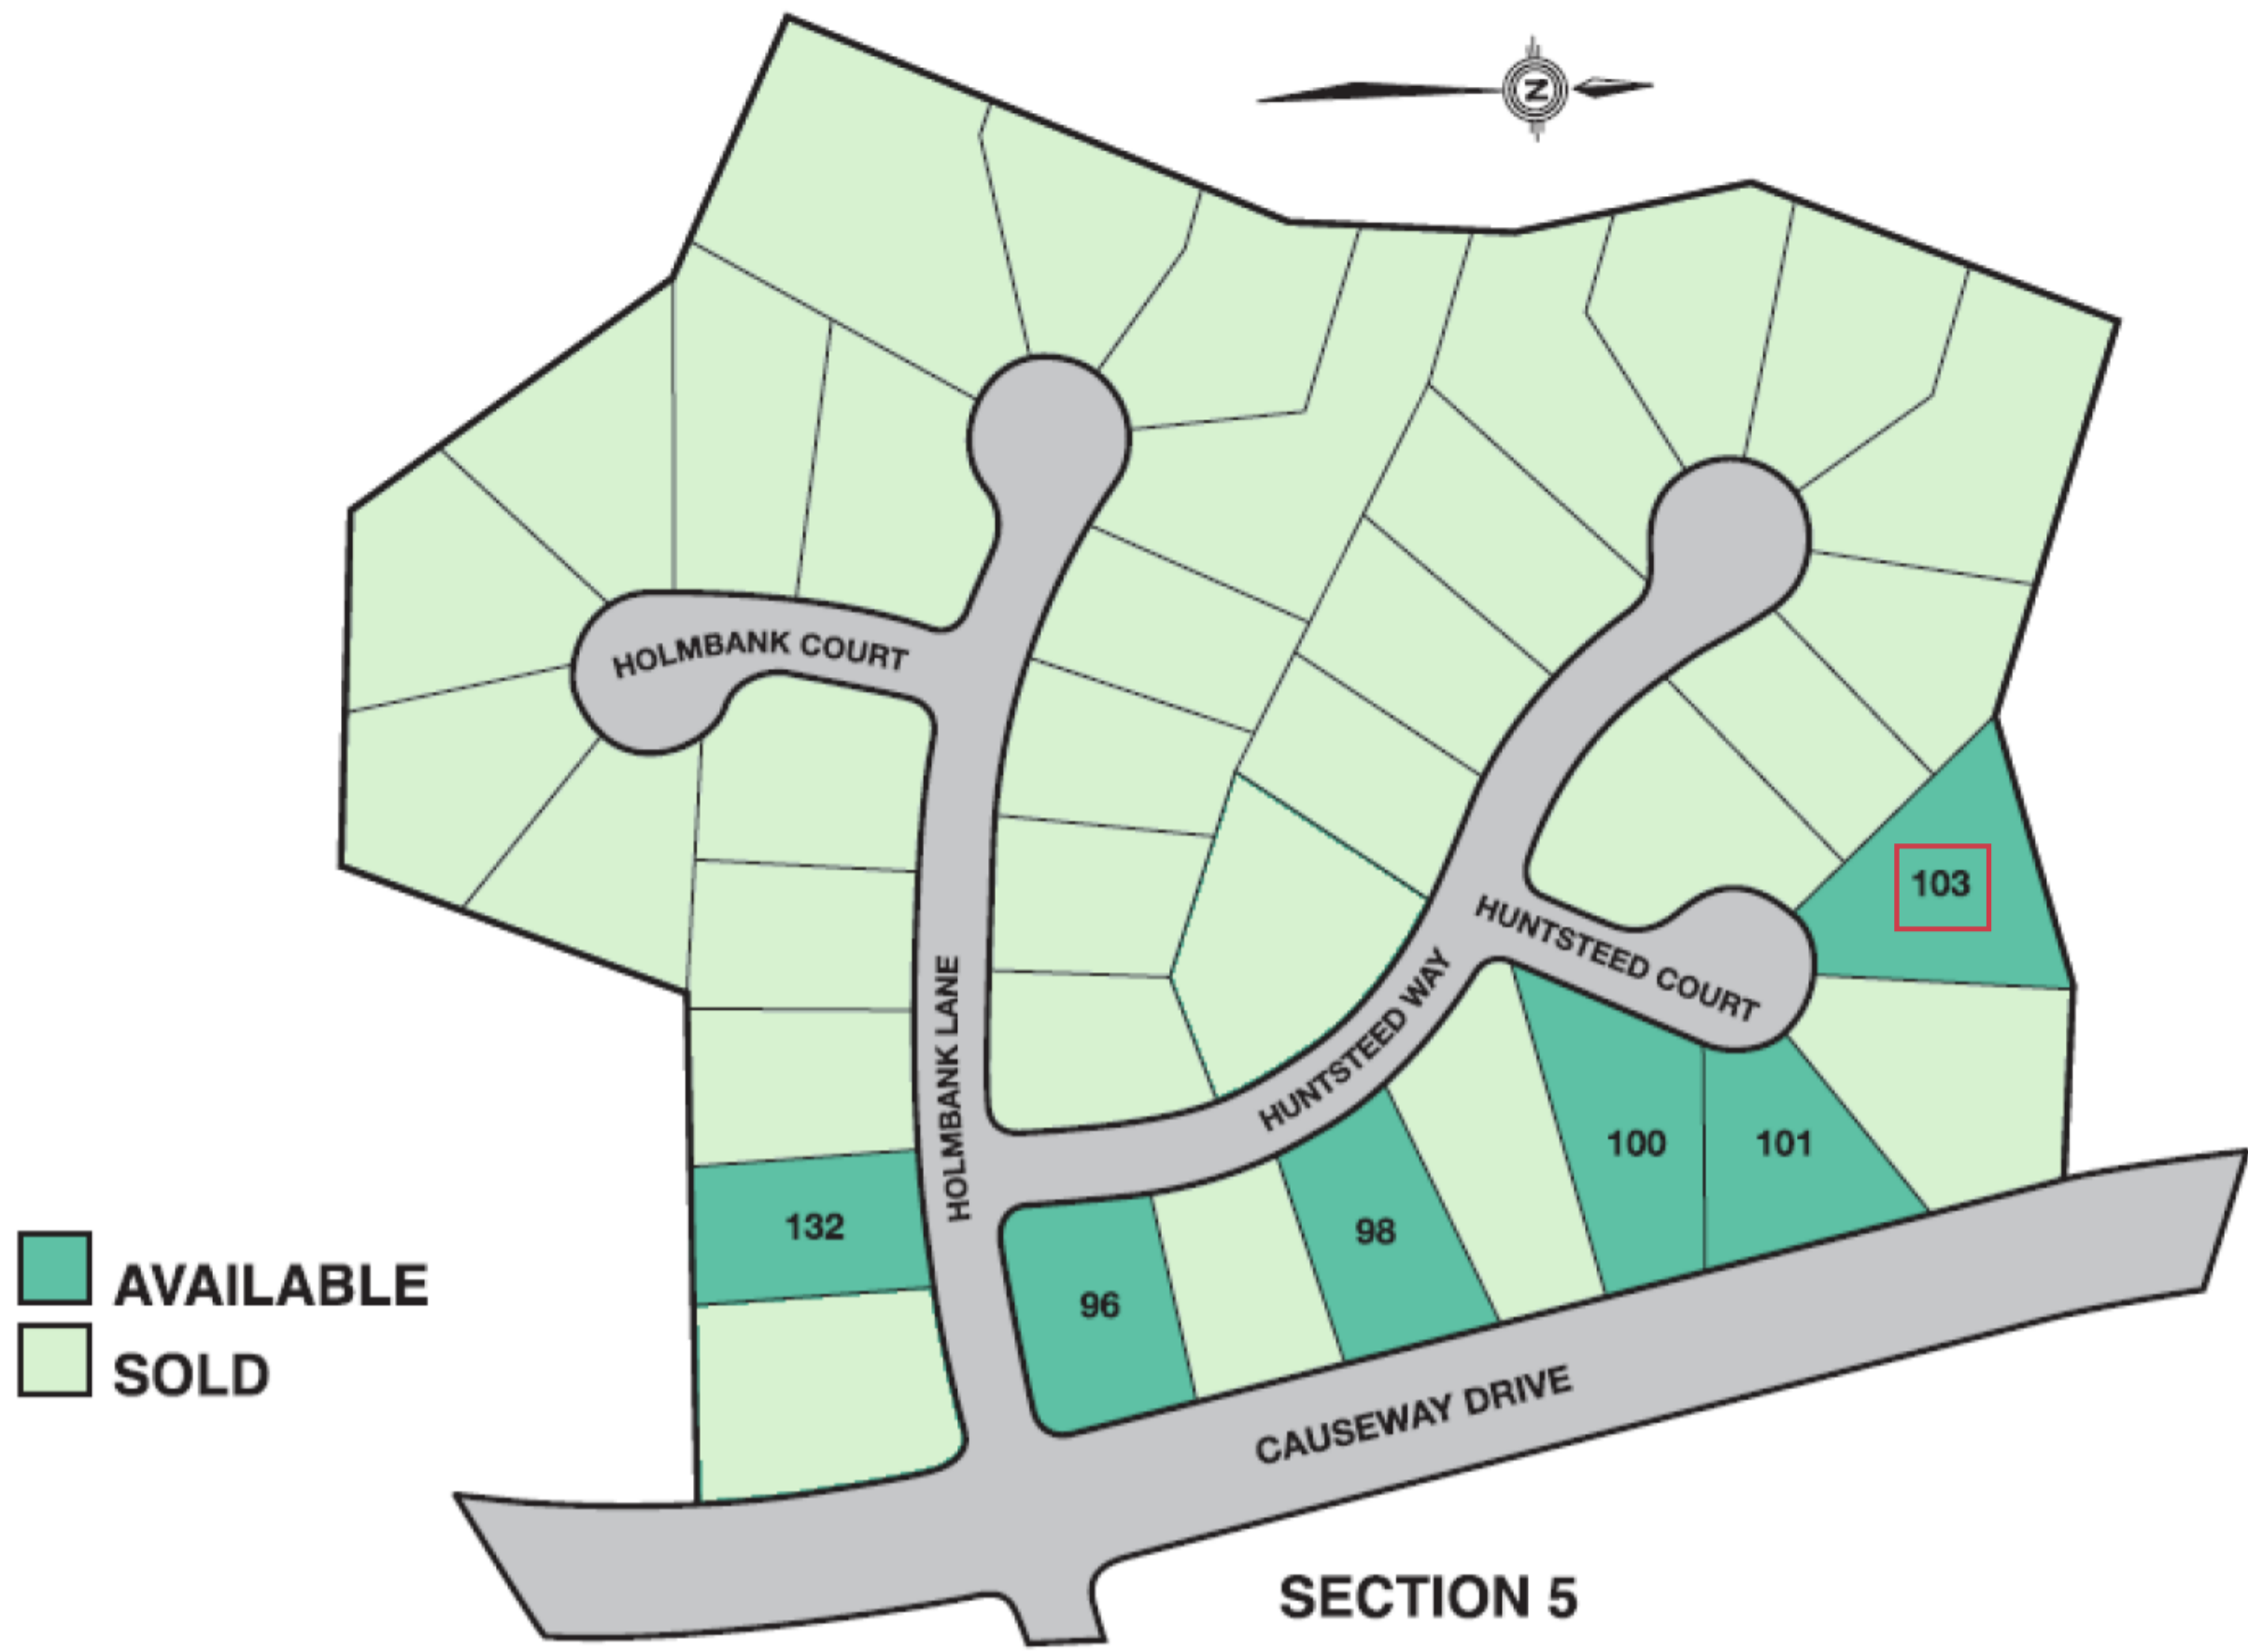 N
HOLMBANK COURT
103
HUNTSTEED COURT
HUNTSTEED WAY
HOLMBANK LANE
100
101
132
98
96
AVAILABLE
SOLD
CAUSEWAY DRIVE
SECTION 5